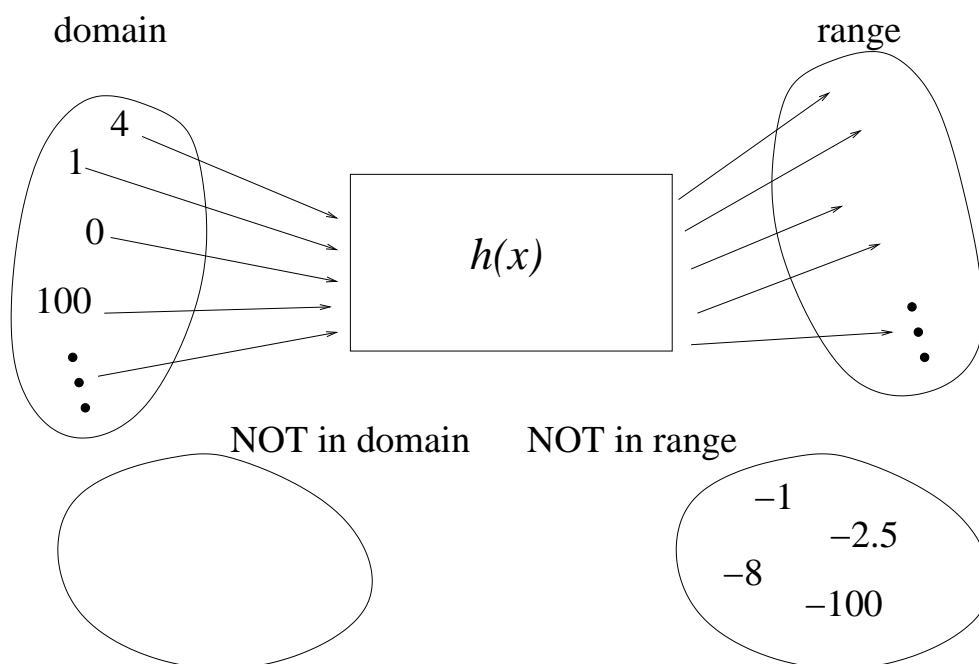 domain
range
4
1
0
100
h(x)
NOT in domain
NOT in range
−1
−2.5
−8
−100